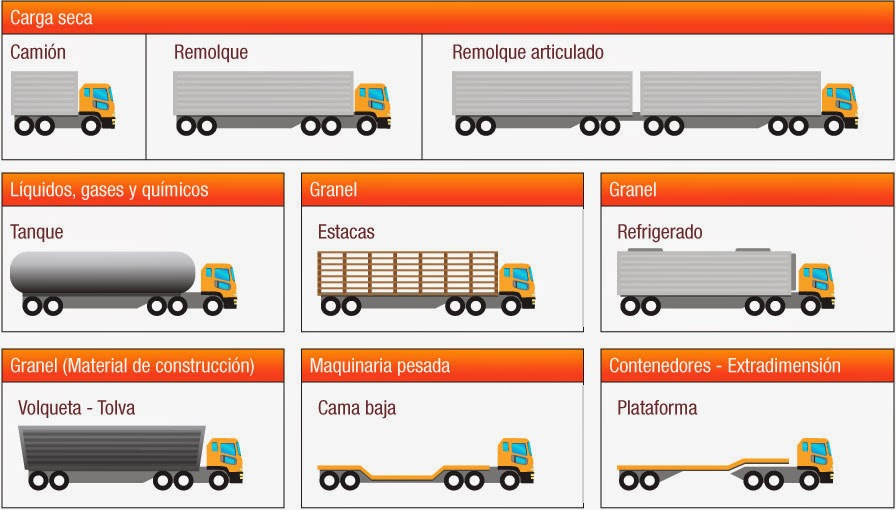 Carga seca
Camión
Remolque
Remolque articulado
Líquidos, gases y químicos
Granel
Granel
Tanque
Estacas
Refrigerado
Granel (Material de construcción)
Maquinaria pesada
Contenedores - Extradimensión
Volqueta - Tolva
Cama baja
Plataforma